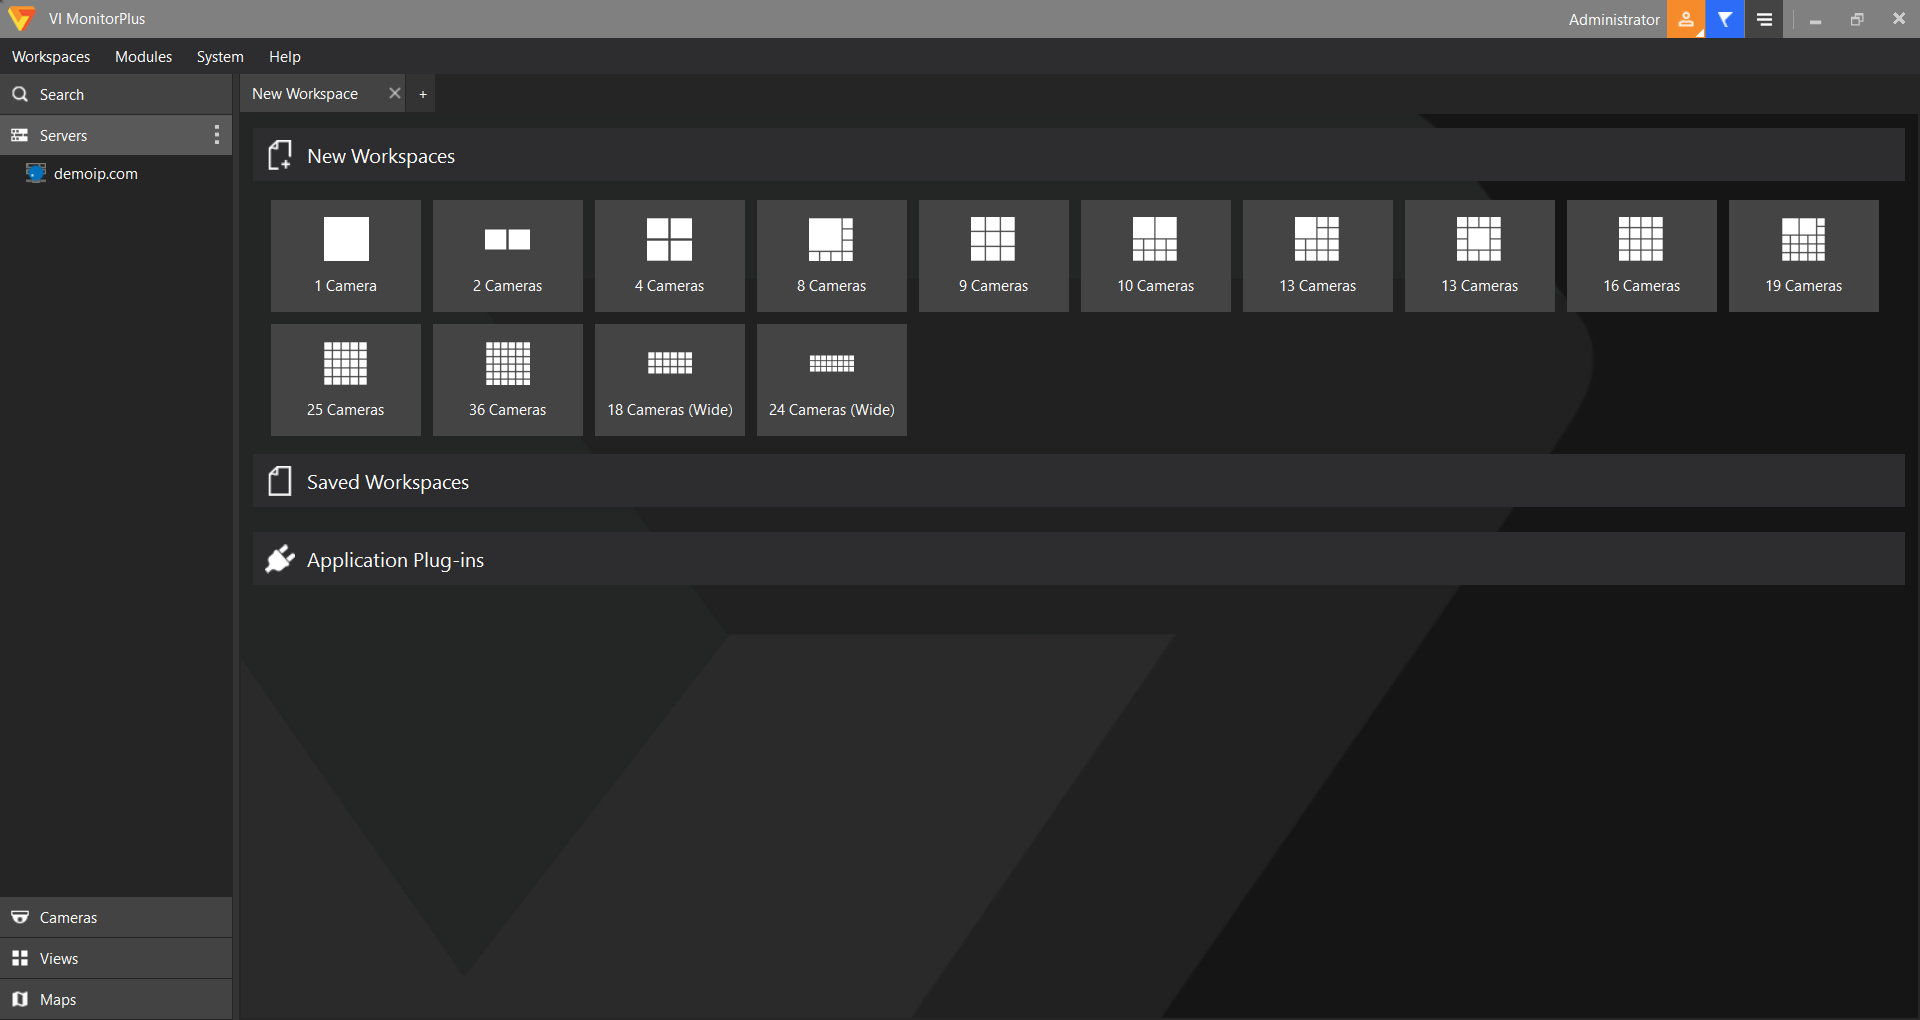 VI MonitorPlus
Administrator
Workspaces Modules System Help
Search
New Workspace
+
Servers
demoip.com
New Workspaces
1 Camera
2 Cameras
4 Cameras
8 Cameras
9 Cameras
10 Cameras
13 Cameras
13 Cameras
16 Cameras
19 Cameras
25 Cameras
36 Cameras
18 Cameras (Wide)
24 Cameras (Wide)
Saved Workspaces
Application Plug-ins
Cameras
Views
Maps